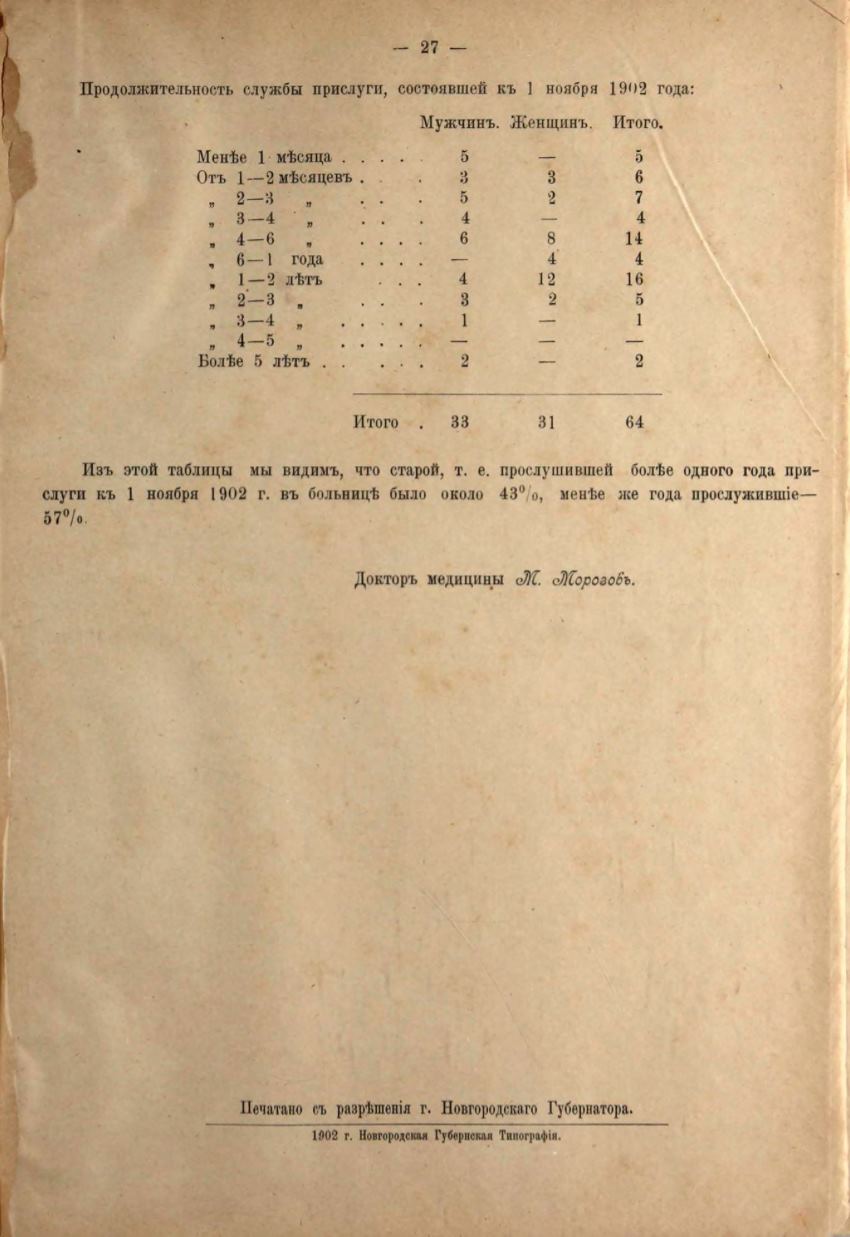 — 27 —
Продолжительность службы прислуги, состоявшей къ 1 ноября 1902 года:
Мужчинъ. Женщинъ. Итого.
Менѣе 1 мѣсяца . . . . . 5 — 5
Отъ 1—2 мѣсяцевъ . . . 3 3 6
„ 2—3 „ . . . 5 2 7
„ 3—4 „ . . . 4 — 4
„ 4—6 „ . . . . 6 8 14
„ 6—1 года . . . . — 4 4
„ 1—2 лѣтъ . . . 4 12 16
„ 2—3 „ . . . 3 2 5
„ 3—4 „ . . . . . 1 — 1
„ 4—5 „ . . . . . — — —
Болѣе 5 лѣтъ . . . . . 2 — 2
Итого . 33 31 64
Изъ этой таблицы мы видимъ, что старой, т. е. прослушившей болѣе одного года при-
слуги къ 1 ноября 1902 г. въ больницѣ было около 43%, менѣе же года прослужившіе—
57%.
Докторъ медицины М. Морозовъ.
Печатано съ разрѣшенія г. Новгородскаго Губернатора.
1902 г. Новгородская Губернская Типографія.